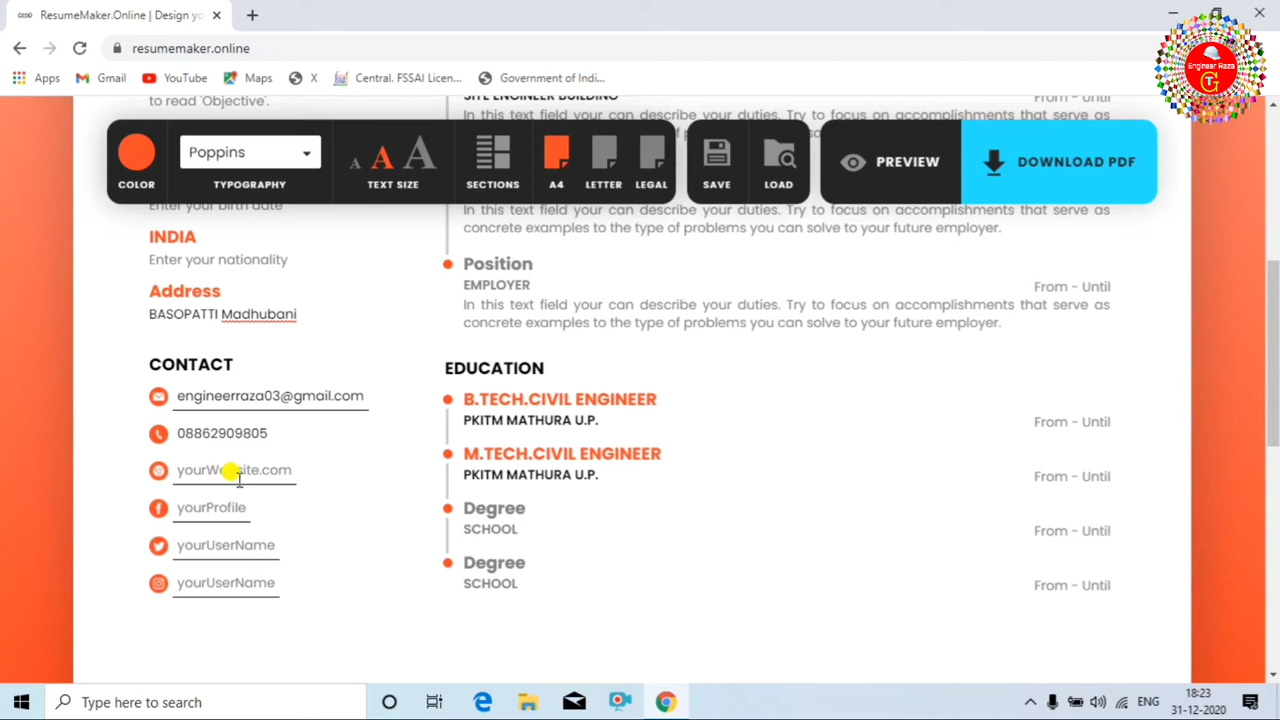 ResumeMaker.Online | Design yo
resumemaker.online
Apps
Gmail
YouTube
Maps
X
Central. FSSAI Licen...
Government of Indi...
Engineer Raza
T
G
to read 'Objective'.
SITE ENGINEER BUILDING
From - Until
In this text field your can describe your duties. Try to focus on accomplishments that serve as
Poppins
COLOR
TYPOGRAPHY
A A A
TEXT SIZE
SECTIONS
A4
LETTER
LEGAL
SAVE
LOAD
PREVIEW
DOWNLOAD PDF
Enter your birth date
In this text field your can describe your duties. Try to focus on accomplishments that serve as
concrete examples to the type of problems you can solve to your future employer.
INDIA
Enter your nationality
Address
BASOPATTI Madhubani
Position
EMPLOYER
From - Until
In this text field your can describe your duties. Try to focus on accomplishments that serve as
concrete examples to the type of problems you can solve to your future employer.
CONTACT
engineerraza03@gmail.com
08862909805
yourWebsite.com
yourProfile
yourUserName
yourUserName
EDUCATION
B.TECH.CIVIL ENGINEER
PKITM MATHURA U.P.
From - Until
M.TECH.CIVIL ENGINEER
PKITM MATHURA U.P.
From - Until
Degree
SCHOOL
From - Until
Degree
SCHOOL
From - Until
Type here to search
ENG
18:23
31-12-2020